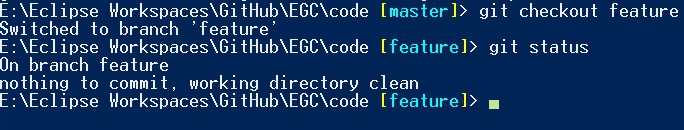 E:\Eclipse Workspaces\GitHub\EGC\code [master]> git checkout feature
Switched to branch 'feature'
E:\Eclipse Workspaces\GitHub\EGC\code [feature]> git status
On branch feature
nothing to commit, working directory clean
E:\Eclipse Workspaces\GitHub\EGC\code [feature]>